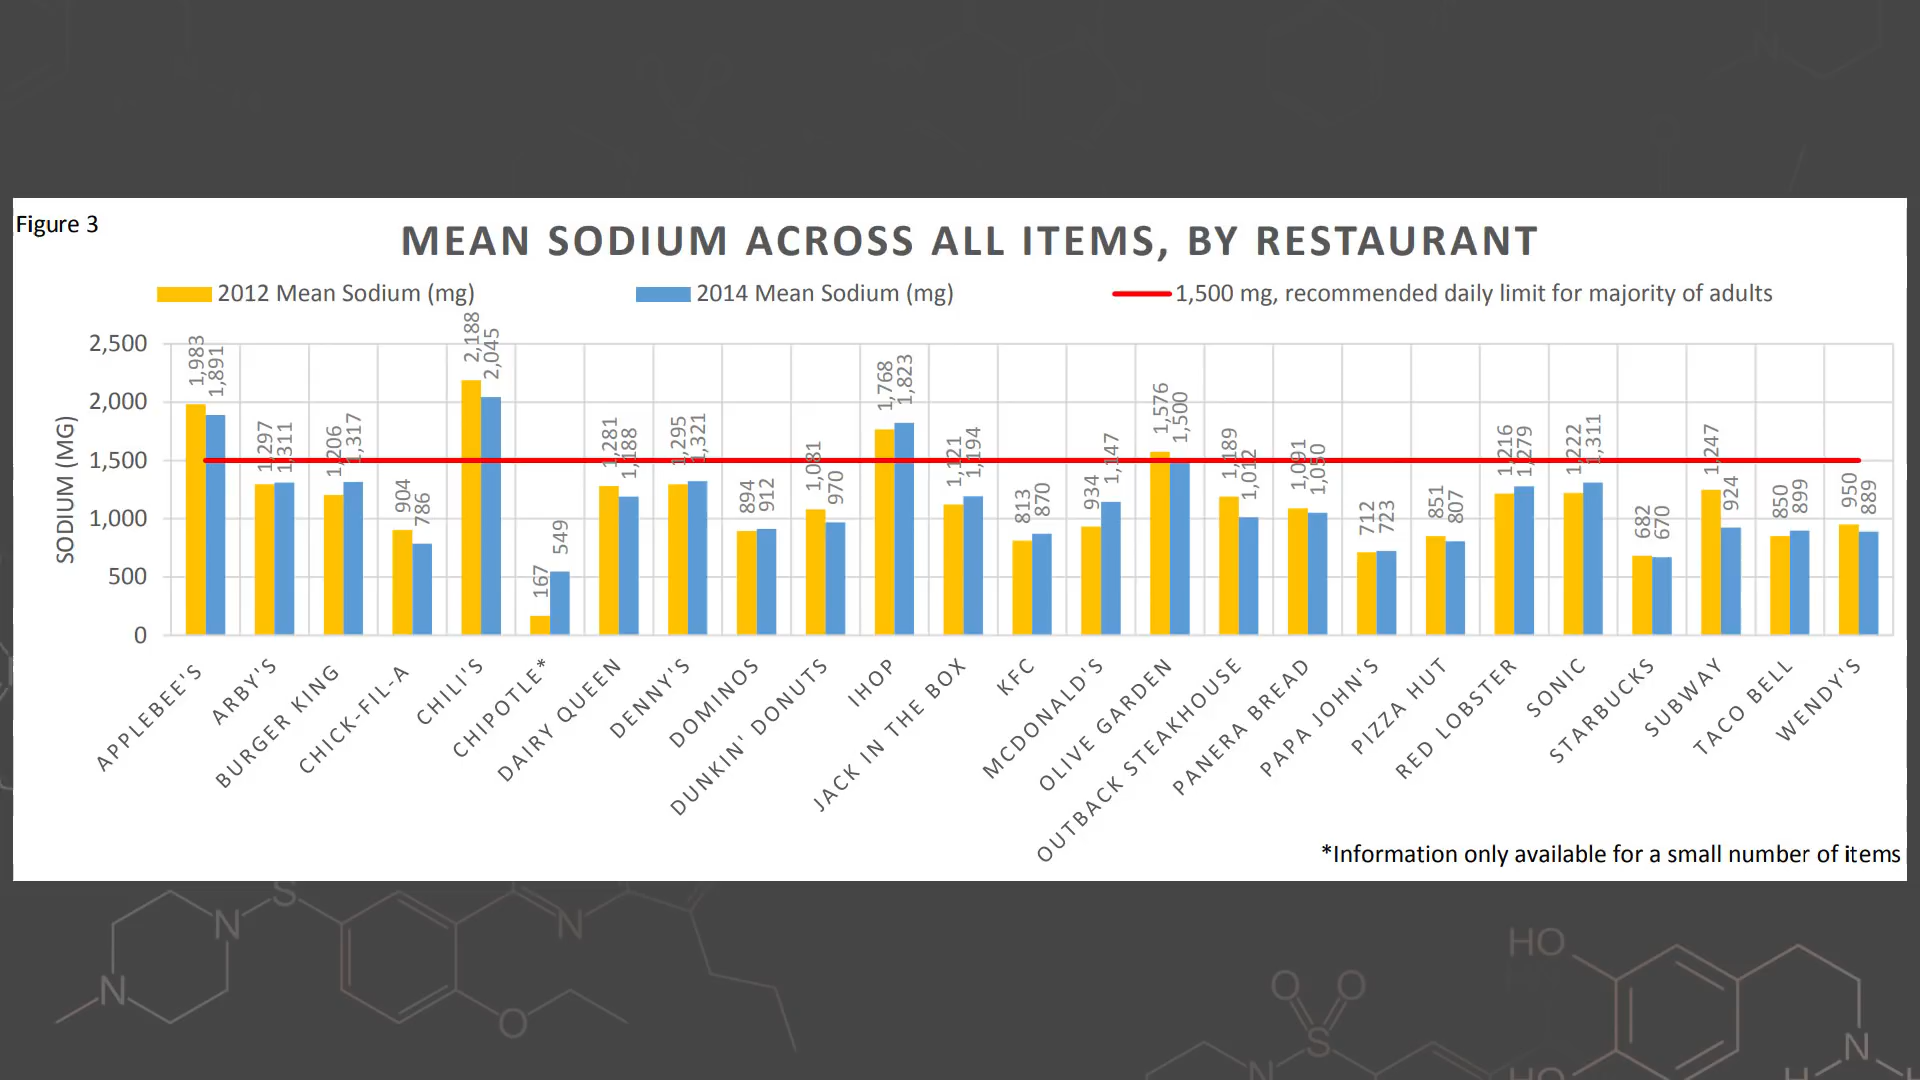 Figure 3
MEAN SODIUM ACROSS ALL ITEMS, BY RESTAURANT
2012 Mean Sodium (mg)
2014 Mean Sodium (mg)
1,500 mg, recommended daily limit for majority of adults
SODIUM (MG)
2,500
2,000
1,500
1,000
500
0
1,983
1,891
1,297
1,311
1,206
1,317
904
786
2,188
2,045
167
549
1,281
1,188
1,295
1,321
894
912
1,081
970
1,768
1,823
1,121
1,194
813
870
934
1,147
1,576
1,500
1,189
1,012
1,091
1,050
712
723
851
807
1,216
1,279
1,222
1,311
682
670
1,247
924
850
899
950
889
APPLEBEE'S
ARBY'S
BURGER KING
CHICK-FIL-A
CHILI'S
CHIPOTLE*
DAIRY QUEEN
DENNY'S
DOMINOS
DUNKIN' DONUTS
IHOP
JACK IN THE BOX
KFC
MCDONALD'S
OLIVE GARDEN
OUTBACK STEAKHOUSE
PANERA BREAD
PAPA JOHN'S
PIZZA HUT
RED LOBSTER
SONIC
STARBUCKS
SUBWAY
TACO BELL
WENDY'S
*Information only available for a small number of items
S
N
N
N
O
O
O
S
N
HO
HO
N
H
H